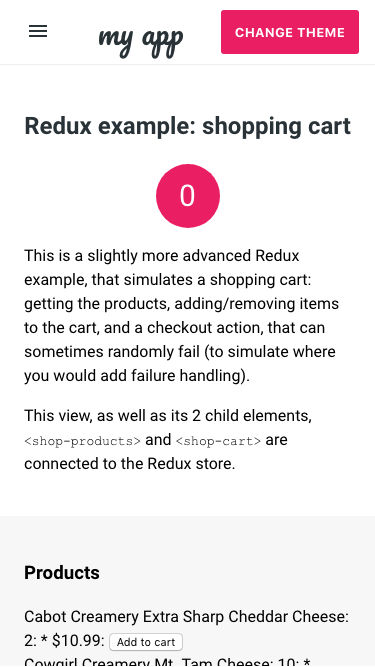 my app
CHANGE THEME
Redux example: shopping cart
0
This is a slightly more advanced Redux
example, that simulates a shopping cart:
getting the products, adding/removing items
to the cart, and a checkout action, that can
sometimes randomly fail (to simulate where
you would add failure handling).
This view, as well as its 2 child elements,
<shop-products> and <shop-cart> are
connected to the Redux store.
Products
Cabot Creamery Extra Sharp Cheddar Cheese:
2: * $10.99: Add to cart
Cowgirl Creamery Mt. Tam Cheese: 10: *